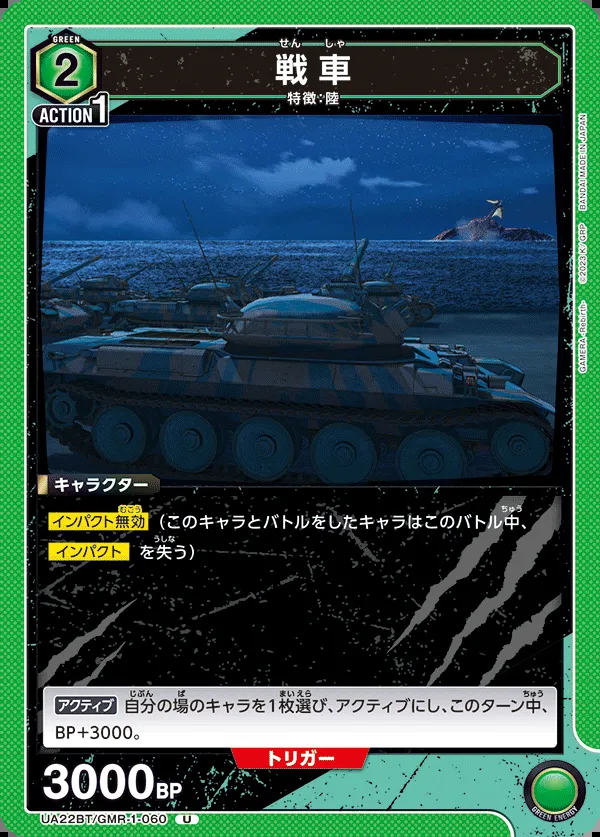 GREEN
2
ACTION 1
せんしゃ
戦車
特徴:陸
©2023 K/ GRP BANDAI MADE IN JAPAN
GAMERA -Rebirth-
キャラクター
むこう ちゅう
インパクト無効 (このキャラとバトルをしたキャラはこのバトル中、
うしな
インパクト を失う)
じぶん ば まいえら ちゅう
アクティブ 自分の場のキャラを1枚選び、アクティブにし、このターン中、
BP+3000。
トリガー
3000BP
GREEN ENERGY
UA22BT/GMR-1-060 U